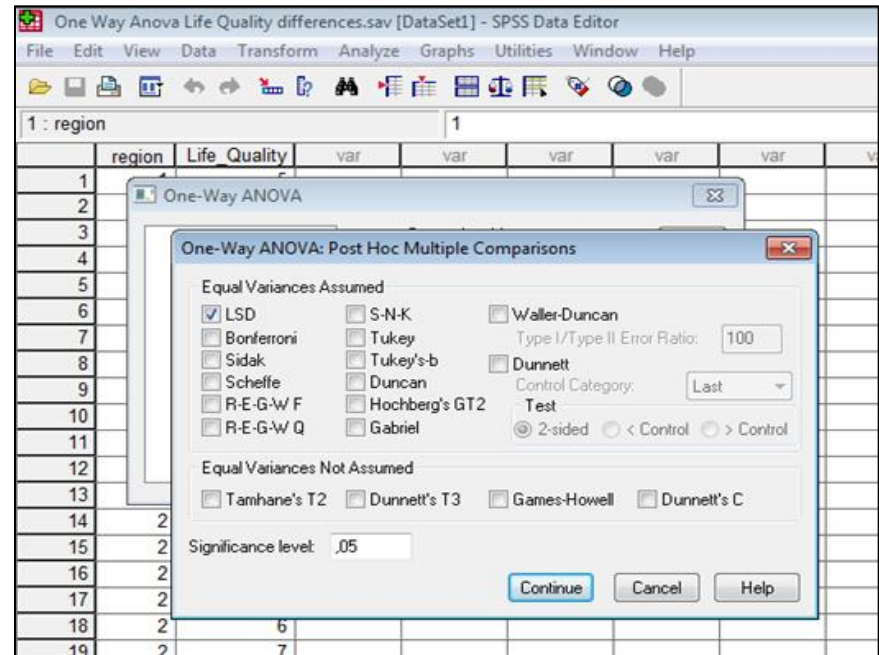 One Way Anova Life Quality differences.sav [DataSet1] - SPSS Data Editor
File Edit View Data Transform Analyze Graphs Utilities Window Help
1 : region 1
region Life_Quality var var var var var
1
2
3
4
5
6
7
8
9
10
11
12
13
14 2
15 2
16 2
17 2
18 2 6
19 2 7
One-Way ANOVA
One-Way ANOVA: Post Hoc Multiple Comparisons
Equal Variances Assumed
LSD S-N-K Waller-Duncan
Bonferroni Tukey Type I/Type II Error Ratio: 100
Sidak Tukey's-b Dunnett
Scheffe Duncan Control Category: Last
R-E-G-W F Hochberg's GT2 Test
R-E-G-W Q Gabriel 2-sided < Control > Control
Equal Variances Not Assumed
Tamhane's T2 Dunnett's T3 Games-Howell Dunnett's C
Significance level: ,05
Continue Cancel Help